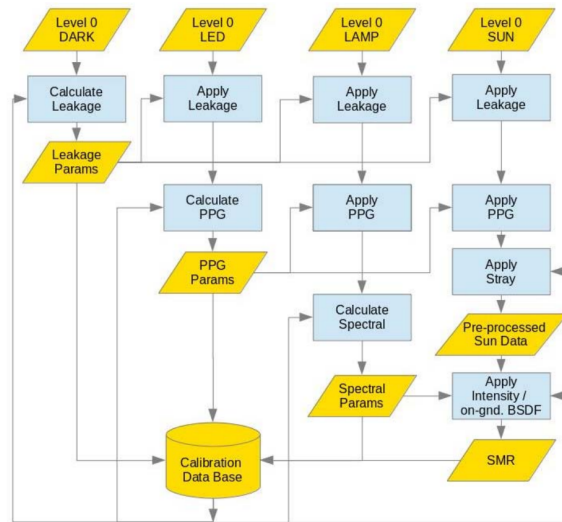 Level 0
DARK
Level 0
LED
Level 0
LAMP
Level 0
SUN
Calculate
Leakage
Apply
Leakage
Apply
Leakage
Apply
Leakage
Leakage
Params
Calculate
PPG
Apply
PPG
Apply
PPG
PPG
Params
Apply
Stray
Calculate
Spectral
Pre-processed
Sun Data
Spectral
Params
Apply
Intensity /
on-gnd. BSDF
Calibration
Data Base
SMR